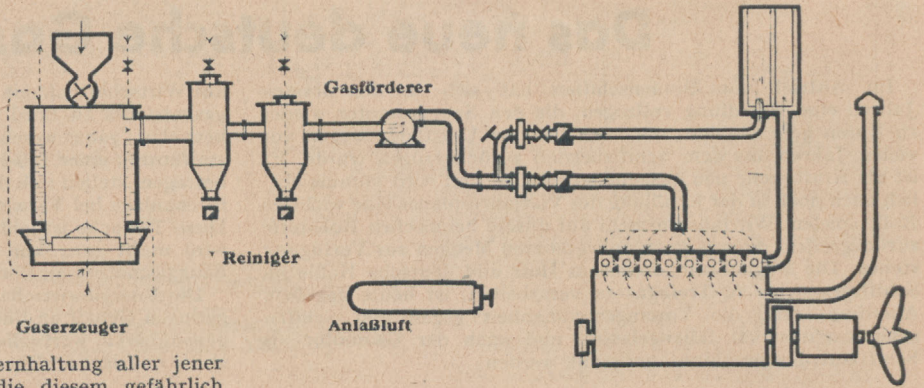 Gasförderer
Reiniger
Anlaßluft
Gaserzeuger
ernhaltung aller jener
die diesem gefährlich